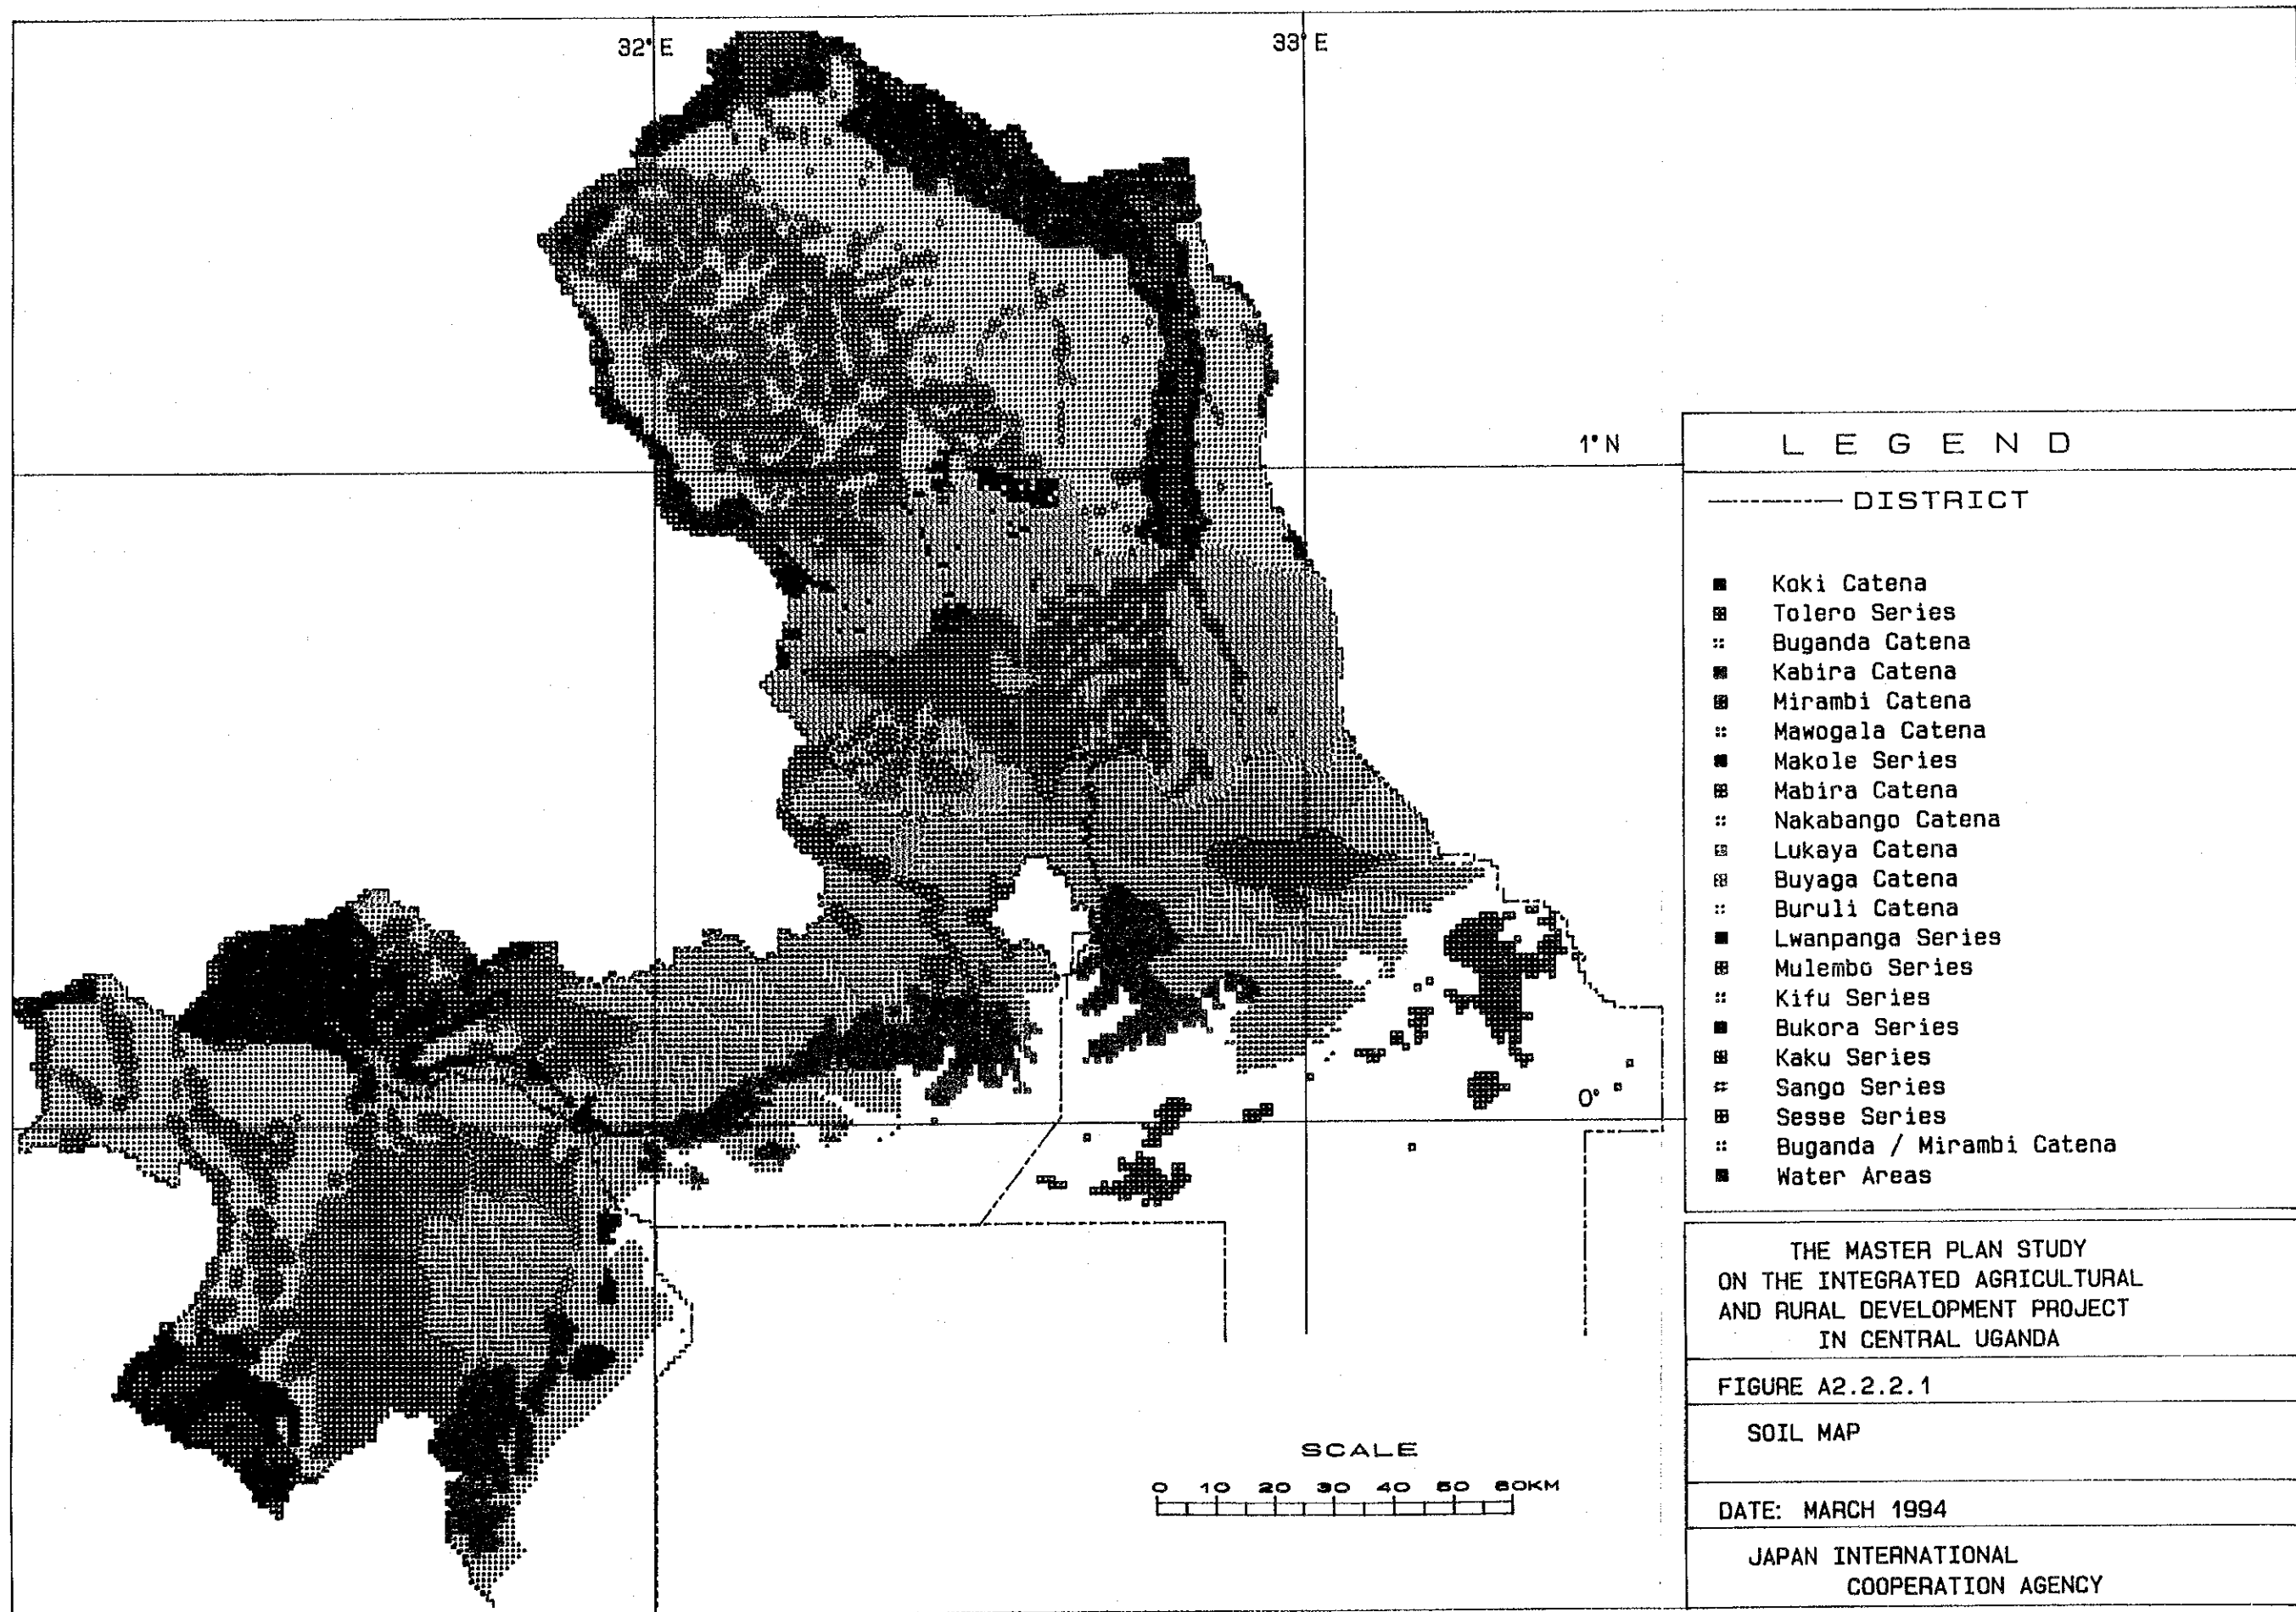 32° E
33° E
1° N
0°
LEGEND
DISTRICT
Koki Catena
Tolero Series
Buganda Catena
Kabira Catena
Mirambi Catena
Mawogala Catena
Makole Series
Mabira Catena
Nakabango Catena
Lukaya Catena
Buyaga Catena
Buruli Catena
Lwanpanga Series
Mulembo Series
Kifu Series
Bukora Series
Kaku Series
Sango Series
Sesse Series
Buganda / Mirambi Catena
Water Areas
THE MASTER PLAN STUDY
ON THE INTEGRATED AGRICULTURAL
AND RURAL DEVELOPMENT PROJECT
IN CENTRAL UGANDA
FIGURE A2.2.2.1
SOIL MAP
DATE: MARCH 1994
JAPAN INTERNATIONAL
COOPERATION AGENCY
SCALE
0 10 20 30 40 50 60KM